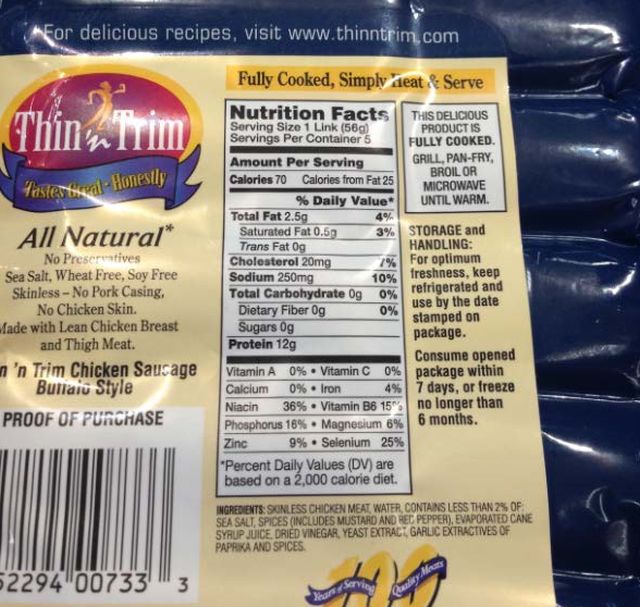 For delicious recipes, visit www.thinntrim.com
Fully Cooked, Simply Heat & Serve
Thin 'n Trim
Tastes Great - Honestly
All Natural*
No Preservatives
Sea Salt, Wheat Free, Soy Free
Skinless – No Pork Casing,
No Chicken Skin.
Made with Lean Chicken Breast
and Thigh Meat.
n 'n Trim Chicken Sausage
Buffalo Style
PROOF OF PURCHASE
52294 00733 3
Nutrition Facts
Serving Size 1 Link (56g)
Servings Per Container 5
Amount Per Serving
Calories 70 Calories from Fat 25
% Daily Value*
Total Fat 2.5g 4%
Saturated Fat 0.5g 3%
Trans Fat 0g
Cholesterol 20mg 7%
Sodium 250mg 10%
Total Carbohydrate 0g 0%
Dietary Fiber 0g 0%
Sugars 0g
Protein 12g
Vitamin A 0% • Vitamin C 0%
Calcium 0% • Iron 4%
Niacin 36% • Vitamin B6 15%
Phosphorus 16% • Magnesium 6%
Zinc 9% • Selenium 25%
*Percent Daily Values (DV) are
based on a 2,000 calorie diet.
THIS DELICIOUS
PRODUCT IS
FULLY COOKED.
GRILL, PAN-FRY,
BROIL OR
MICROWAVE
UNTIL WARM.
STORAGE and
HANDLING:
For optimum
freshness, keep
refrigerated and
use by the date
stamped on
package.
Consume opened
package within
7 days, or freeze
no longer than
6 months.
INGREDIENTS: SKINLESS CHICKEN MEAT, WATER, CONTAINS LESS THAN 2% OF:
SEA SALT, SPICES (INCLUDES MUSTARD AND RED PEPPER), EVAPORATED CANE
SYRUP JUICE, DRIED VINEGAR, YEAST EXTRACT, GARLIC EXTRACTIVES OF
PAPRIKA AND SPICES.
100
Years of Serving Quality Meats